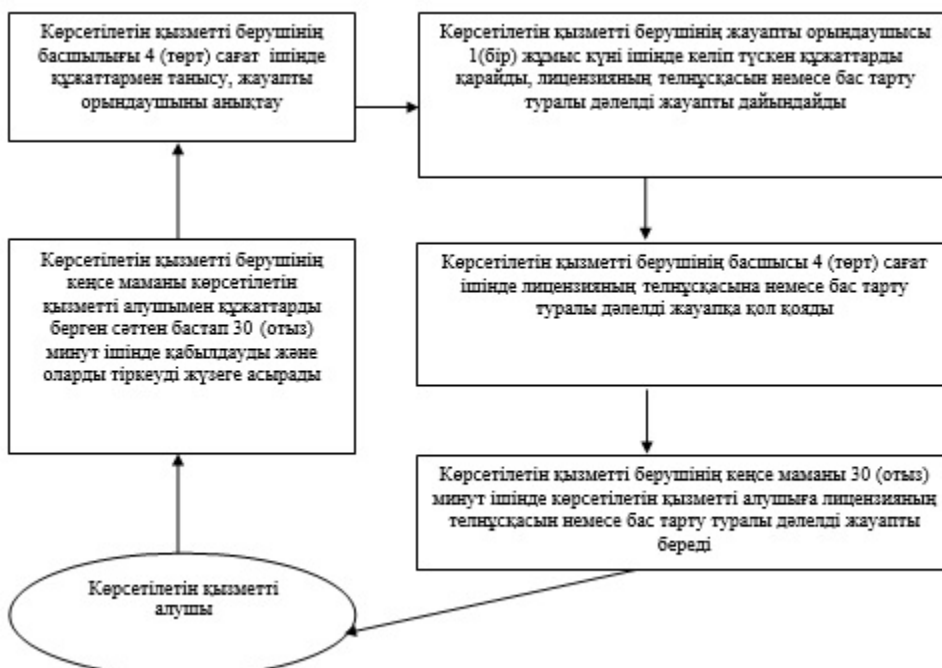 Көрсетілетін қызметті берушінің
басшылығы 4 (төрт) сағат ішінде
құжаттармен танысу, жауапты
орындаушыны анықтау
Көрсетілетін қызметті берушінің жауапты орындаушысы
1(бір) жұмыс күні ішінде келіп түскен құжаттарды
қарайды, лицензияның телнұсқасын немесе бас тарту
туралы дәлелді жауапты дайындайды
Көрсетілетін қызметті берушінің
кеңсе маманы көрсетілетін
қызметті алушымен құжаттарды
берген сәттен бастап 30 (отыз)
минут ішінде қабылдауды және
оларды тіркеуді жүзеге асырады
Көрсетілетін қызметті берушінің басшысы 4 (төрт) сағат
ішінде лицензияның телнұсқасына немесе бас тарту
туралы дәлелді жауапқа қол қояды
Көрсетілетін қызметті берушінің кеңсе маманы 30 (отыз)
минут ішінде көрсетілетін қызметті алушыға лицензияның
телнұсқасын немесе бас тарту туралы дәлелді жауапты
береді
Көрсетілетін қызметті
алушы